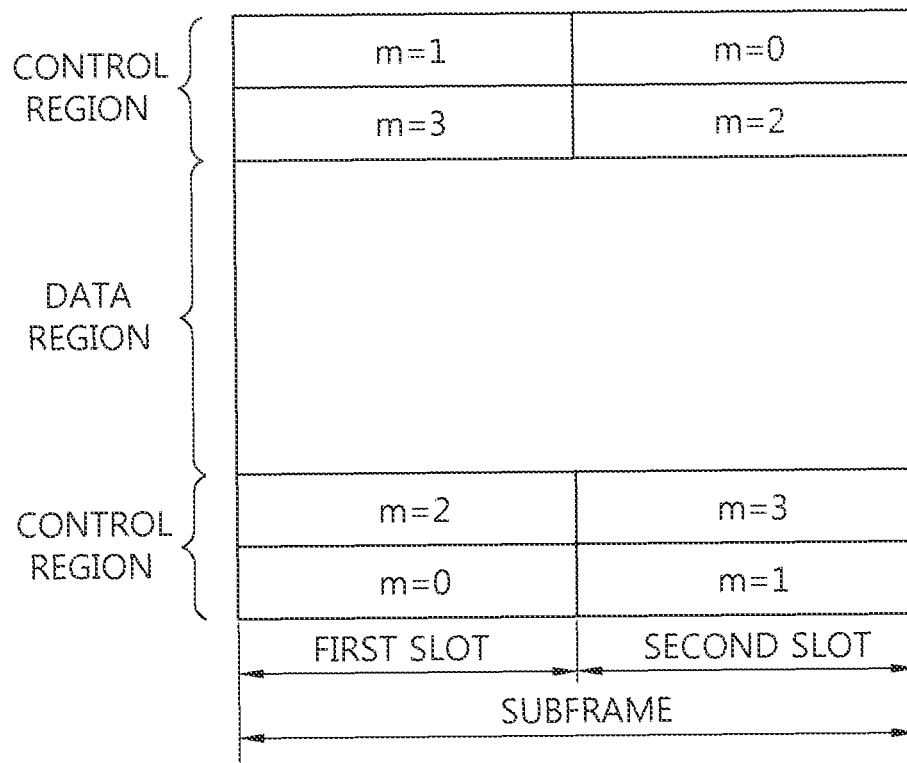 CONTROL
REGION
m=1
m=0
m=3
m=2
DATA
REGION
CONTROL
REGION
m=2
m=3
m=0
m=1
FIRST SLOT
SECOND SLOT
SUBFRAME